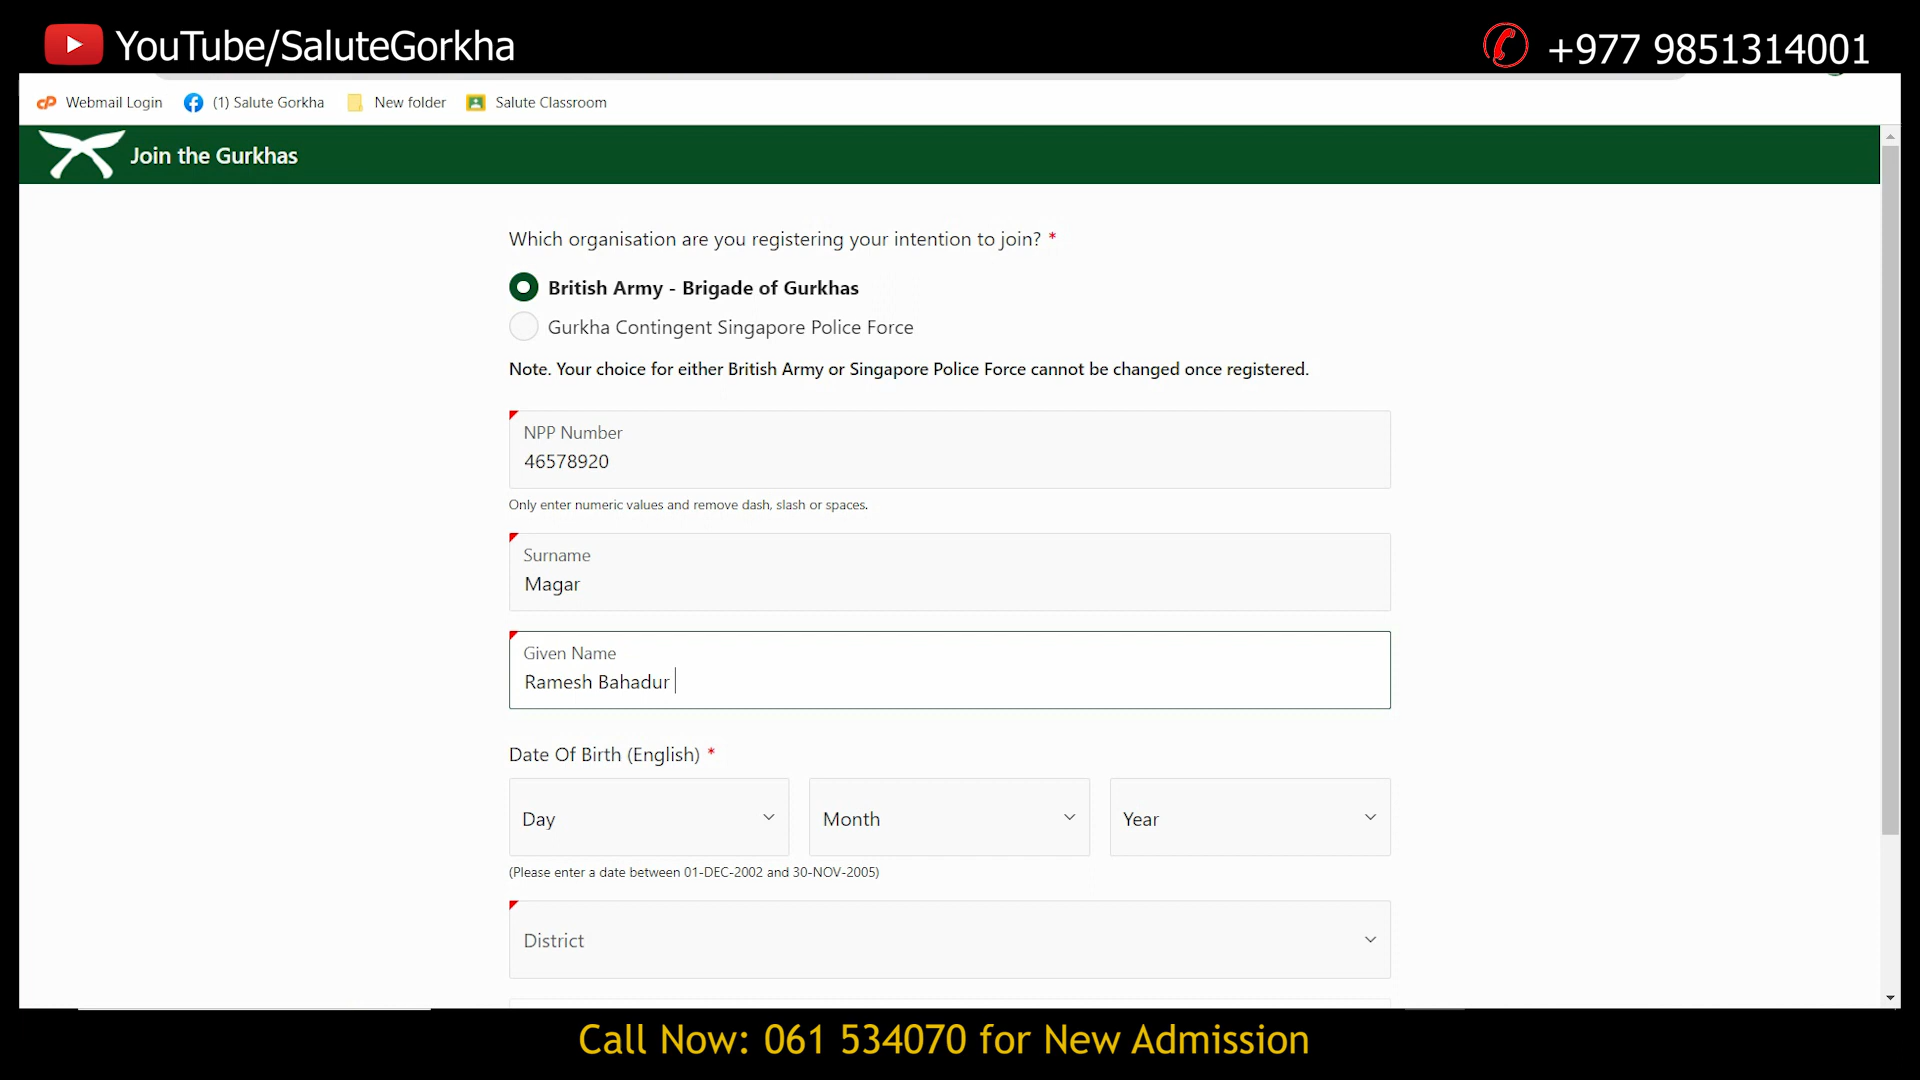 YouTube/SaluteGorkha
+977 9851314001
Webmail Login
(1) Salute Gorkha
New folder
Salute Classroom
Join the Gurkhas
Which organisation are you registering your intention to join? *
British Army - Brigade of Gurkhas
Gurkha Contingent Singapore Police Force
Note. Your choice for either British Army or Singapore Police Force cannot be changed once registered.
NPP Number
46578920
Only enter numeric values and remove dash, slash or spaces.
Surname
Magar
Given Name
Ramesh Bahadur
Date Of Birth (English) *
Day
Month
Year
(Please enter a date between 01-DEC-2002 and 30-NOV-2005)
District
Call Now: 061 534070 for New Admission